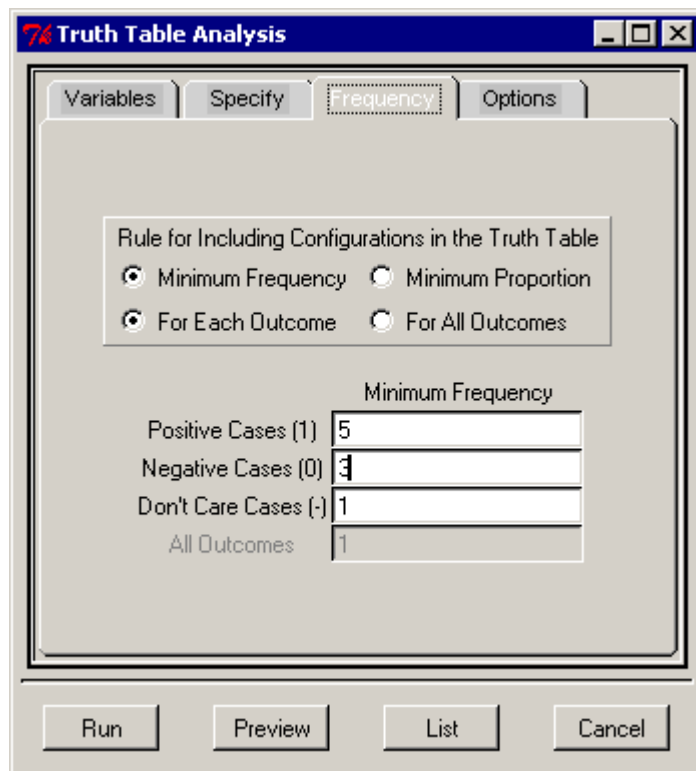 Truth Table Analysis
Variables Specify Frequency Options
Rule for Including Configurations in the Truth Table
Minimum Frequency Minimum Proportion
For Each Outcome For All Outcomes
Minimum Frequency
Positive Cases (1) 5
Negative Cases (0) 3
Don't Care Cases (-) 1
All Outcomes 1
Run Preview List Cancel